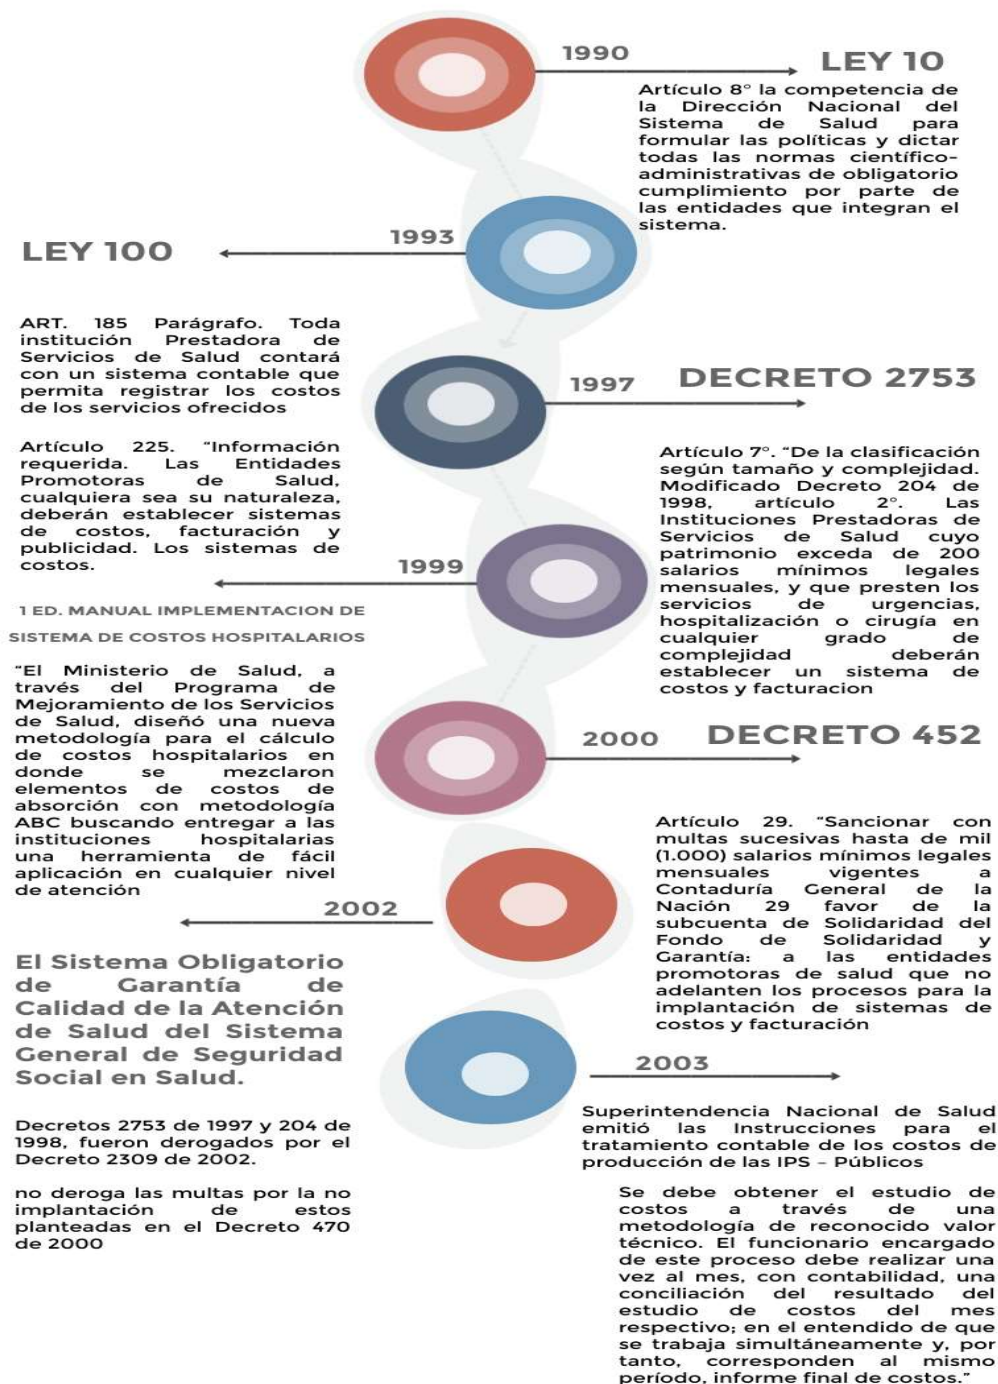 1990
LEY 10
Artículo 8° la competencia de
la Dirección Nacional del
Sistema de Salud para
formular las políticas y dictar
todas las normas científico-
administrativas de obligatorio
cumplimiento por parte de
las entidades que integran el
sistema.
1993
LEY 100
ART. 185 Parágrafo. Toda
institución Prestadora de
Servicios de Salud contará
con un sistema contable que
permita registrar los costos
de los servicios ofrecidos
Artículo 225. “Información
requerida. Las Entidades
Promotoras de Salud,
cualquiera sea su naturaleza,
deberán establecer sistemas
de costos, facturación y
publicidad. Los sistemas de
costos.
1997
DECRETO 2753
Artículo 7°. “De la clasificación
según tamaño y complejidad.
Modificado Decreto 204 de
1998, artículo 2°. Las
Instituciones Prestadoras de
Servicios de Salud cuyo
patrimonio exceda de 200
salarios mínimos legales
mensuales, y que presten los
servicios de urgencias,
hospitalización o cirugía en
cualquier grado de
complejidad deberán
establecer un sistema de
costos y facturacion
1999
1 ED. MANUAL IMPLEMENTACION DE
SISTEMA DE COSTOS HOSPITALARIOS
“El Ministerio de Salud, a
través del Programa de
Mejoramiento de los Servicios
de Salud, diseñó una nueva
metodología para el cálculo
de costos hospitalarios en
donde se mezclaron
elementos de costos de
absorción con metodología
ABC buscando entregar a las
instituciones hospitalarias
una herramienta de fácil
aplicación en cualquier nivel
de atención
2000
DECRETO 452
Artículo 29. “Sancionar con
multas sucesivas hasta de mil
(1.000) salarios mínimos legales
mensuales vigentes a
Contaduría General de la
Nación 29 favor de la
subcuenta de Solidaridad del
Fondo de Solidaridad y
Garantía: a las entidades
promotoras de salud que no
adelanten los procesos para la
implantación de sistemas de
costos y facturación
2002
El Sistema Obligatorio
de Garantía de
Calidad de la Atención
de Salud del Sistema
General de Seguridad
Social en Salud.
Decretos 2753 de 1997 y 204 de
1998, fueron derogados por el
Decreto 2309 de 2002.
no deroga las multas por la no
implantación de estos
planteadas en el Decreto 470
de 2000
2003
Superintendencia Nacional de Salud
emitió las Instrucciones para el
tratamiento contable de los costos de
producción de las IPS – Públicos
Se debe obtener el estudio de
costos a través de una
metodología de reconocido valor
técnico. El funcionario encargado
de este proceso debe realizar una
vez al mes, con contabilidad, una
conciliación del resultado del
estudio de costos del mes
respectivo; en el entendido de que
se trabaja simultáneamente y, por
tanto, corresponden al mismo
período, informe final de costos.”